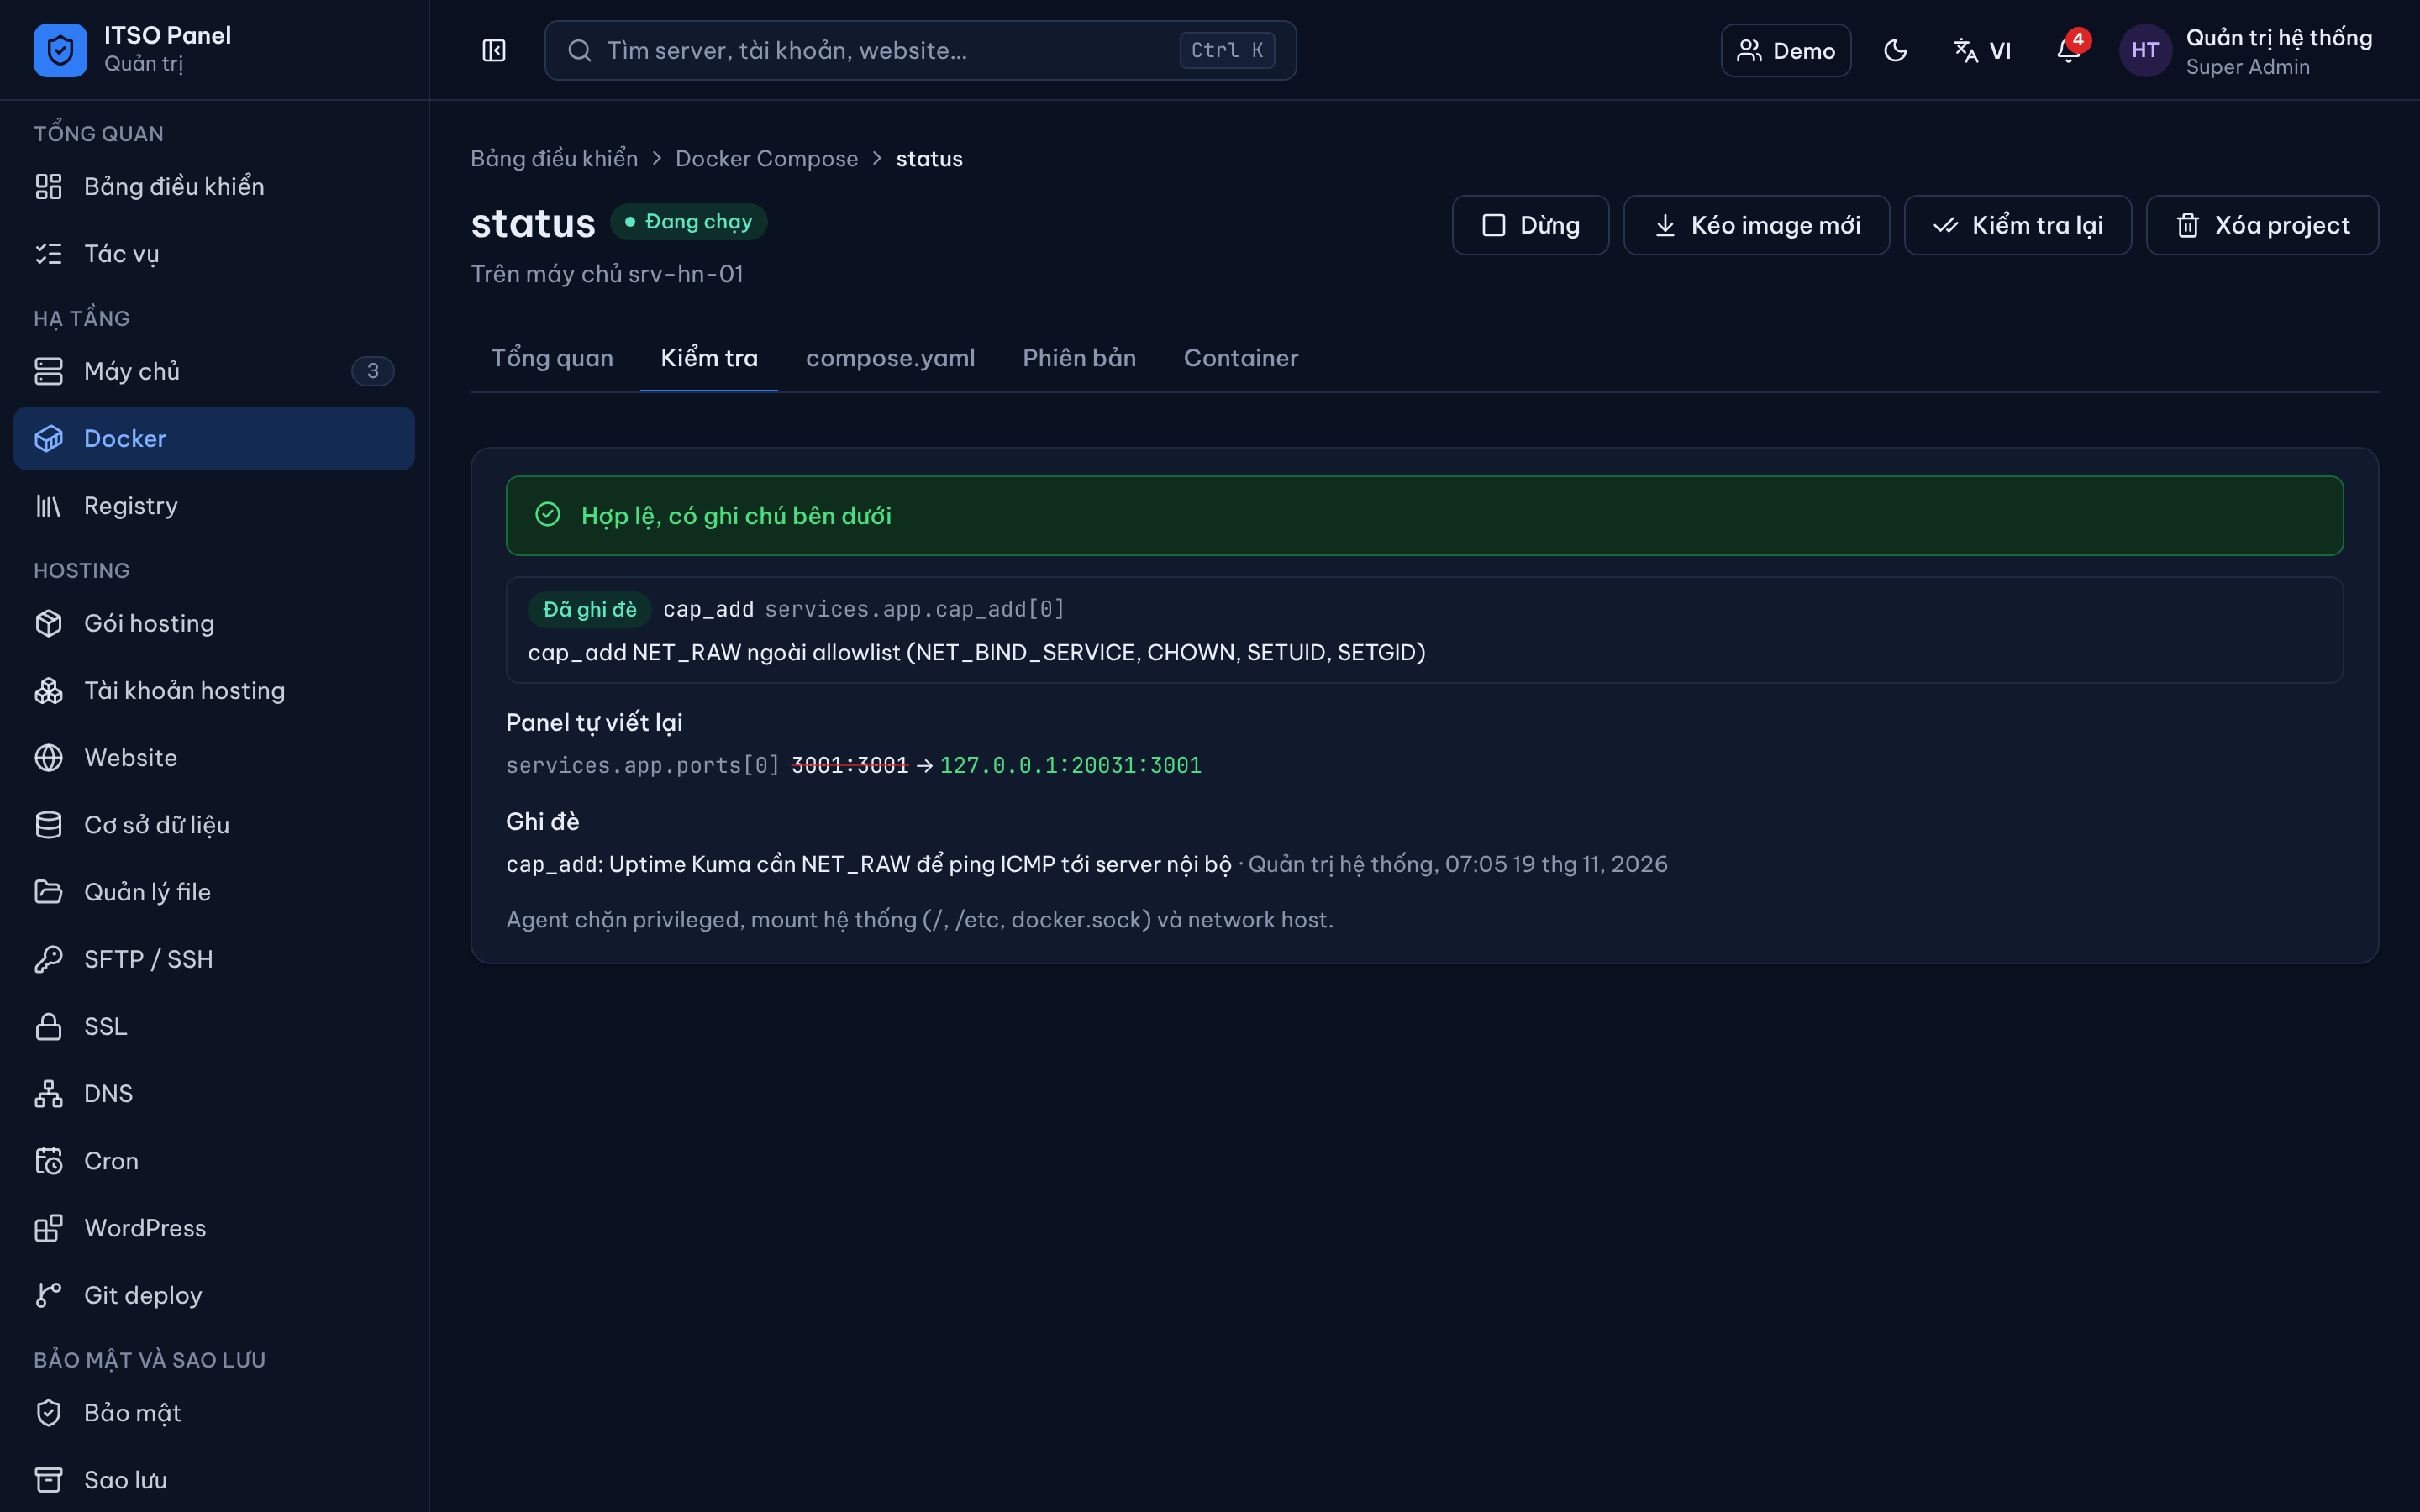 ITSO Panel
Quản trị
Tìm server, tài khoản, website...
Ctrl K
Demo
VI
4
HT
Quản trị hệ thống
Super Admin
TỔNG QUAN
Bảng điều khiển
Tác vụ
HẠ TẦNG
Máy chủ
3
Docker
Registry
HOSTING
Gói hosting
Tài khoản hosting
Website
Cơ sở dữ liệu
Quản lý file
SFTP / SSH
SSL
DNS
Cron
WordPress
Git deploy
BẢO MẬT VÀ SAO LƯU
Bảo mật
Sao lưu
Bảng điều khiển > Docker Compose > status
status
Đang chạy
Trên máy chủ srv-hn-01
Dừng
Kéo image mới
Kiểm tra lại
Xóa project
Tổng quan
Kiểm tra
compose.yaml
Phiên bản
Container
Hợp lệ, có ghi chú bên dưới
Đã ghi đè cap_add services.app.cap_add[0]
cap_add NET_RAW ngoài allowlist (NET_BIND_SERVICE, CHOWN, SETUID, SETGID)
Panel tự viết lại
services.app.ports[0] 3001:3001 → 127.0.0.1:20031:3001
Ghi đè
cap_add: Uptime Kuma cần NET_RAW để ping ICMP tới server nội bộ · Quản trị hệ thống, 07:05 19 thg 11, 2026
Agent chặn privileged, mount hệ thống (/, /etc, docker.sock) và network host.